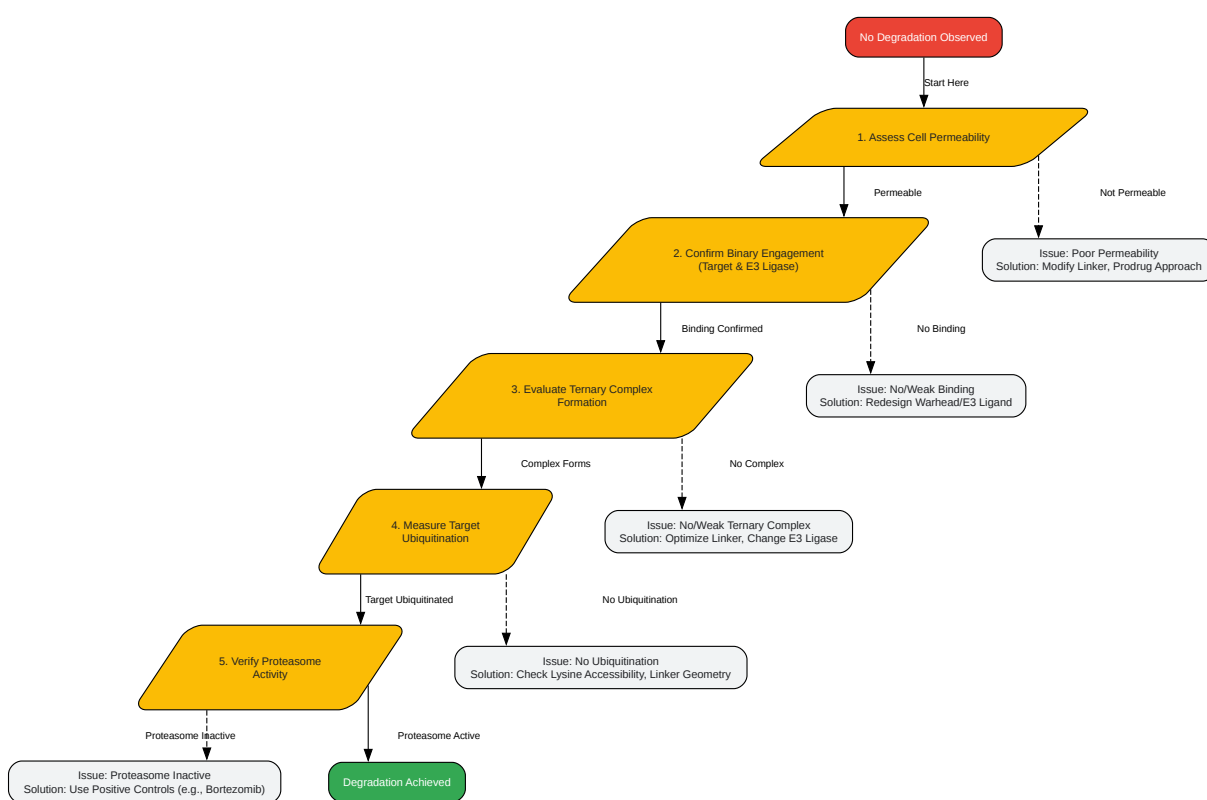 No Degradation Observed
Start Here
1. Assess Cell Permeability
Permeable
Not Permeable
2. Confirm Binary Engagement
(Target & E3 Ligase)
Issue: Poor Permeability
Solution: Modify Linker, Prodrug Approach
Binding Confirmed
No Binding
3. Evaluate Ternary Complex
Formation
Issue: No/Weak Binding
Solution: Redesign Warhead/E3 Ligand
Complex Forms
No Complex
4. Measure Target
Ubiquitination
Issue: No/Weak Ternary Complex
Solution: Optimize Linker, Change E3 Ligase
Target Ubiquitinated
No Ubiquitination
5. Verify Proteasome
Activity
Issue: No Ubiquitination
Solution: Check Lysine Accessibility, Linker Geometry
Proteasome Inactive
Proteasome Active
Issue: Proteasome Inactive
Solution: Use Positive Controls (e.g., Bortezomib)
Degradation Achieved